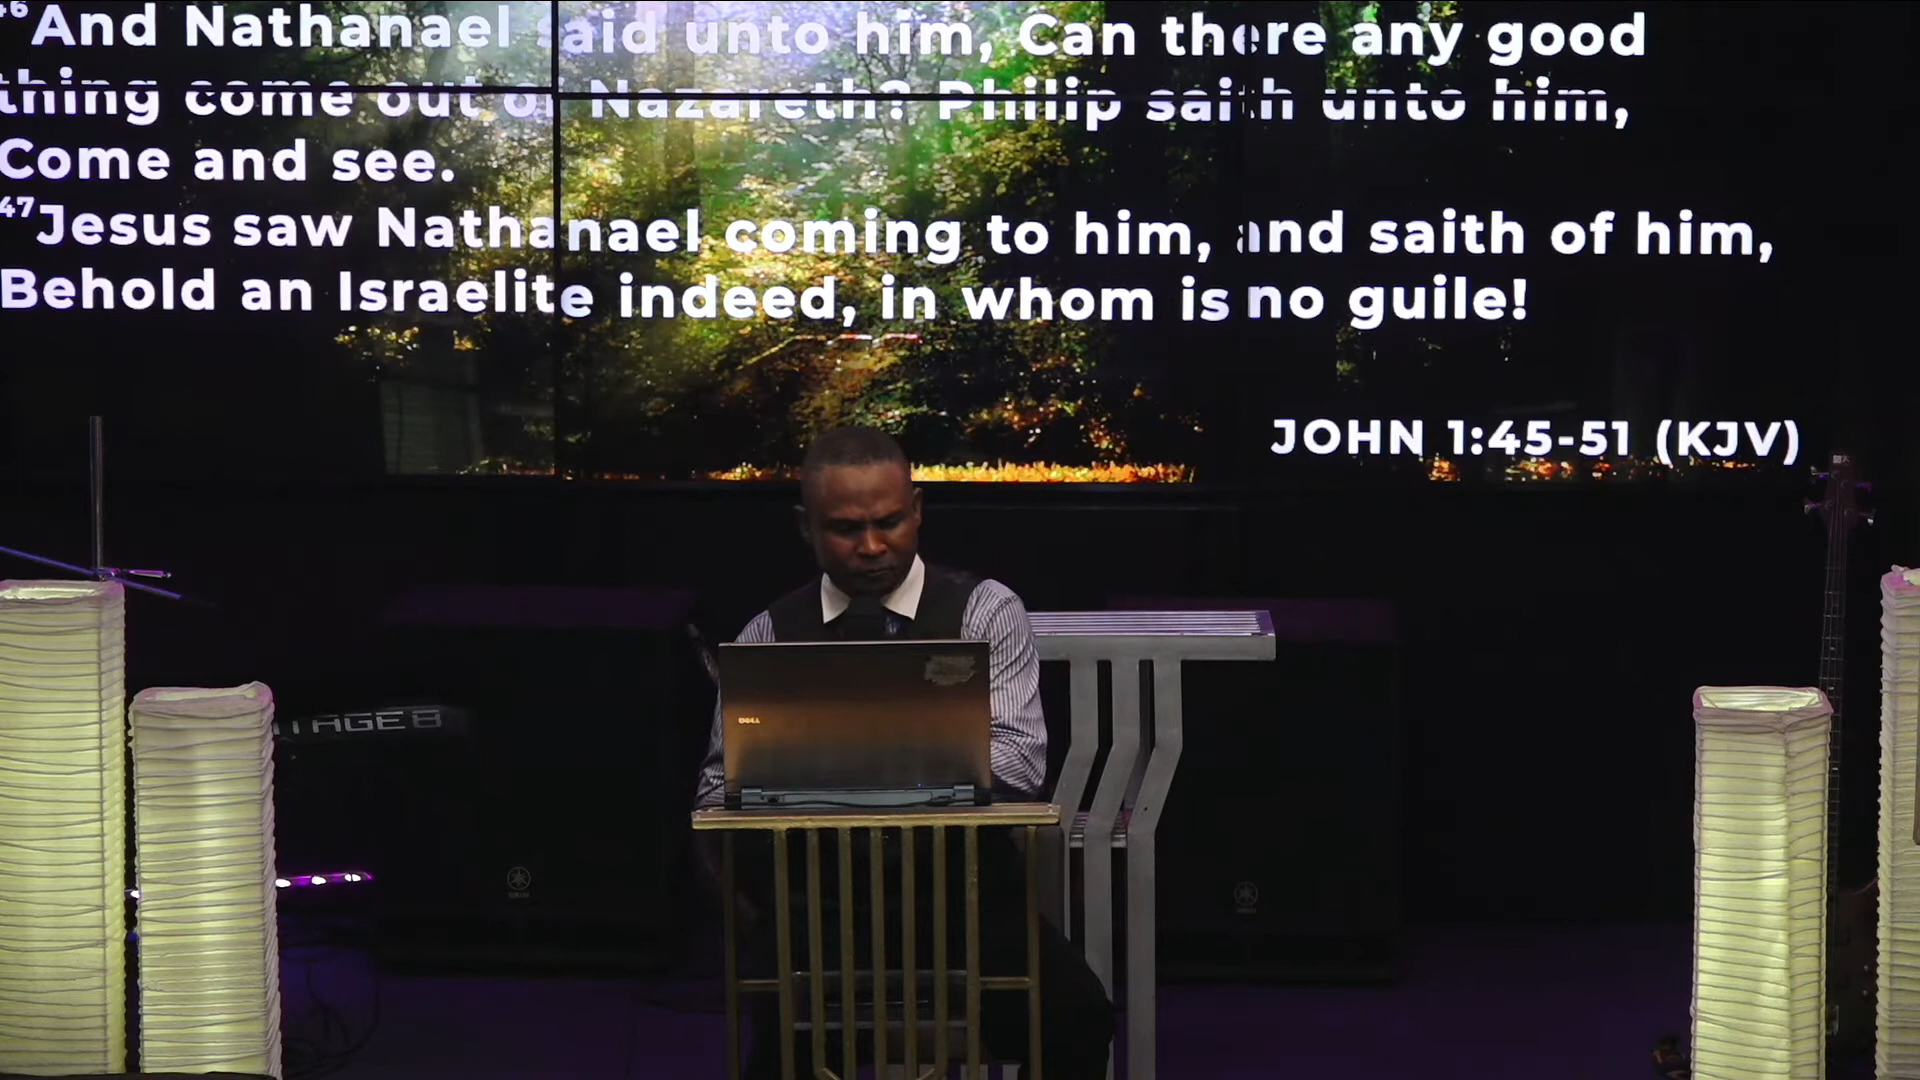 46And Nathanael said unto him, Can there any good
thing come out of Nazareth? Philip saith unto him,
Come and see.
47Jesus saw Nathanael coming to him, and saith of him,
Behold an Israelite indeed, in whom is no guile!
JOHN 1:45-51 (KJV)
DELL